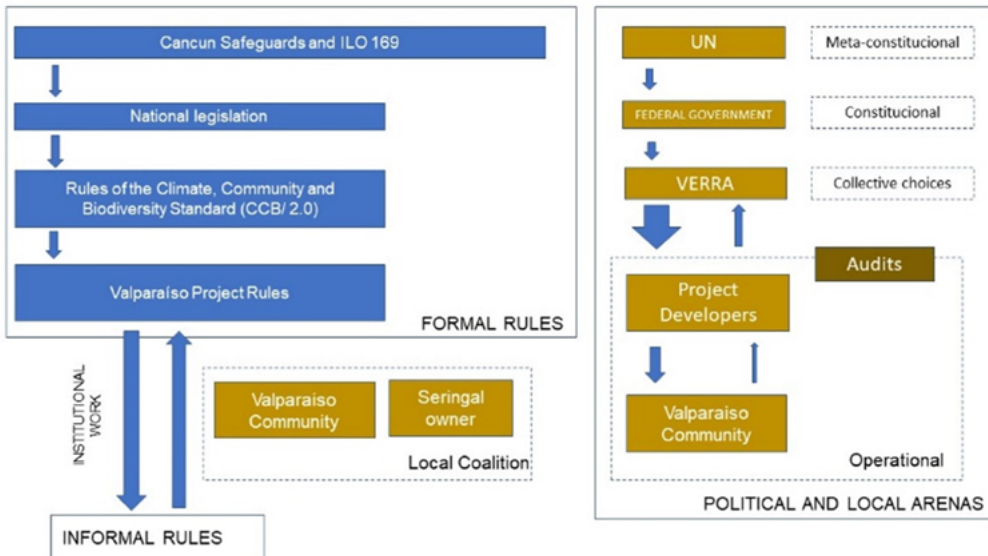 Cancun Safeguards and ILO 169
National legislation
Rules of the Climate, Community and
Biodiversity Standard (CCB/ 2.0)
Valparaíso Project Rules
FORMAL RULES
INSTITUTIONAL
WORK
Valparaiso
Community
Seringal
owner
Local Coalition
INFORMAL RULES
UN
Meta-constitucional
FEDERAL GOVERNMENT
Constitucional
VERRA
Collective choices
Audits
Project
Developers
Valparaiso
Community
Operational
POLITICAL AND LOCAL ARENAS